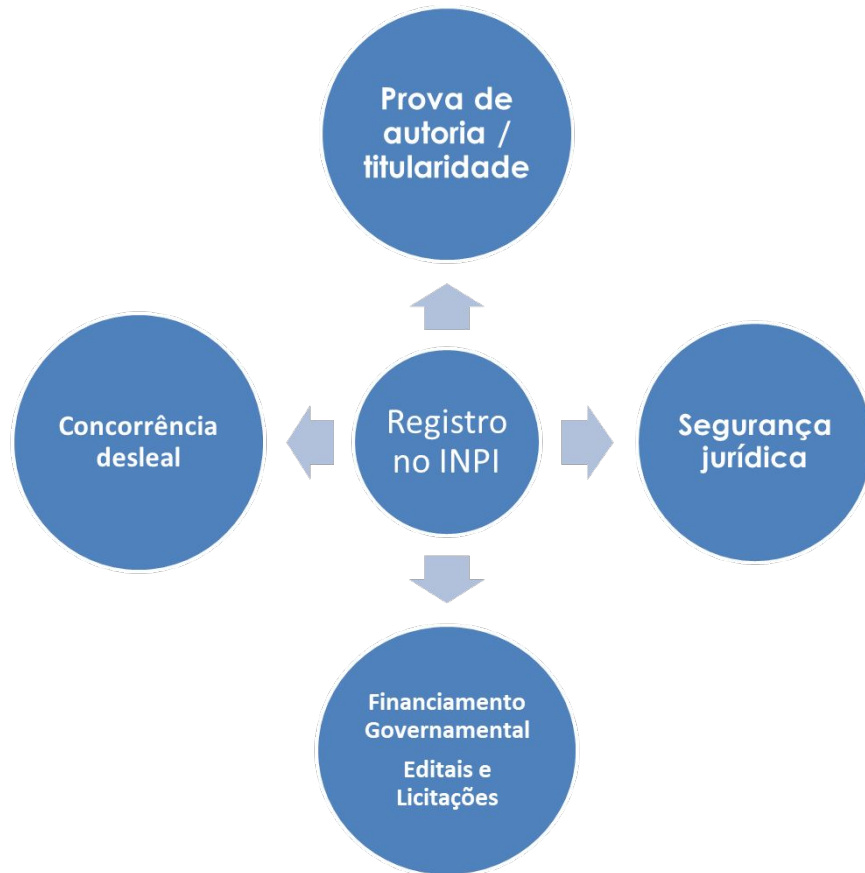 Prova de
autoria /
titularidade
Concorrência
desleal
Registro
no INPI
Segurança
jurídica
Financiamento
Governamental
Editais e
Licitações